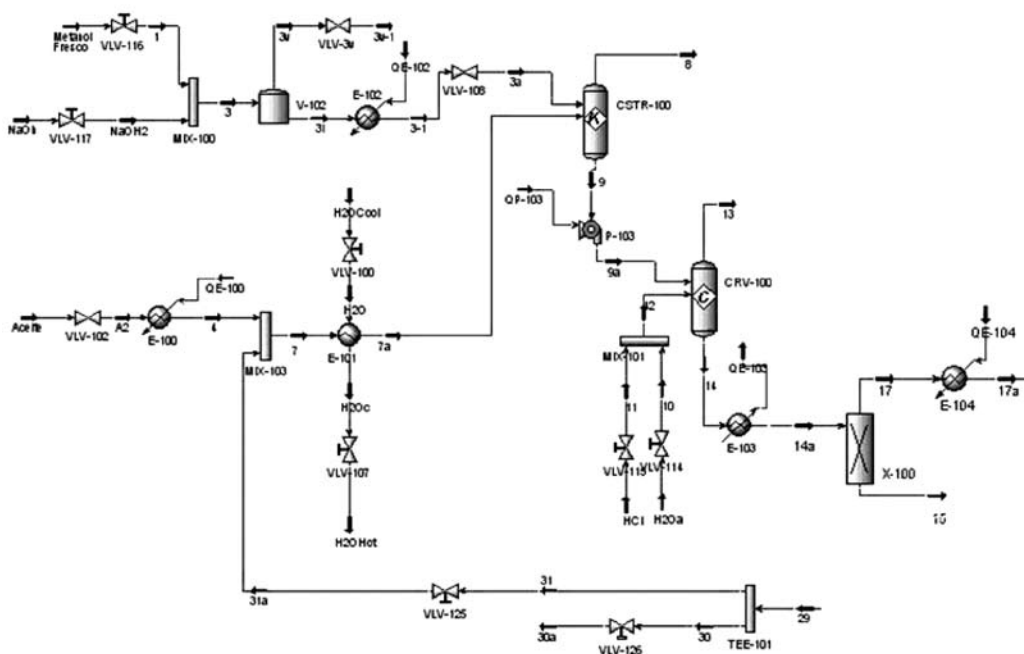 Metanol
Fresco
VLV-116
1
NaOH
VLV-117
NaOH2
MIX-100
3
3v
VLV-3v
3v-1
V-102
3l
E-102
QE-102
3-1
VLV-108
3a
8
CSTR-100
K
9
QP-103
P-103
9a
13
CRV-100
C
12
MIX-101
11
10
VLV-115
VLV-114
HCl
H2Oa
14
QE-103
E-103
14a
17
QE-104
E-104
17a
X-100
H2OCool
VLV-100
H2O
E-101
7a
H2Oc
VLV-107
H2OHot
Aceite
VLV-102
A2
QE-100
E-100
4
MIX-103
7
31a
VLV-125
31
30a
VLV-126
30
TEE-101
29